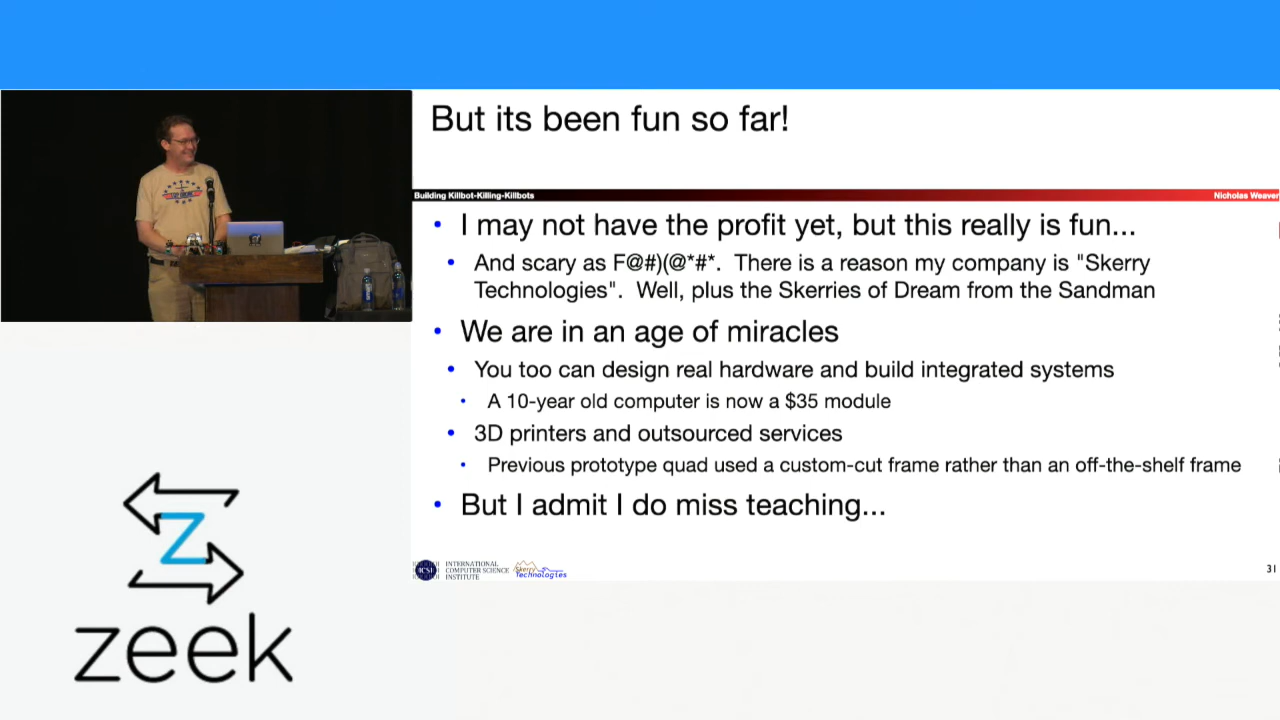 But its been fun so far!
Building Killbot-Killing-Killbots
Nicholas Weaver
• I may not have the profit yet, but this really is fun...
• And scary as F@#)(@*#*. There is a reason my company is "Skerry
Technologies". Well, plus the Skerries of Dream from the Sandman
• We are in an age of miracles
• You too can design real hardware and build integrated systems
• A 10-year old computer is now a $35 module
• 3D printers and outsourced services
• Previous prototype quad used a custom-cut frame rather than an off-the-shelf frame
• But I admit I do miss teaching...
ICSI
INTERNATIONAL
COMPUTER SCIENCE
INSTITUTE
Skerry
Technologies
31
Z
zeek